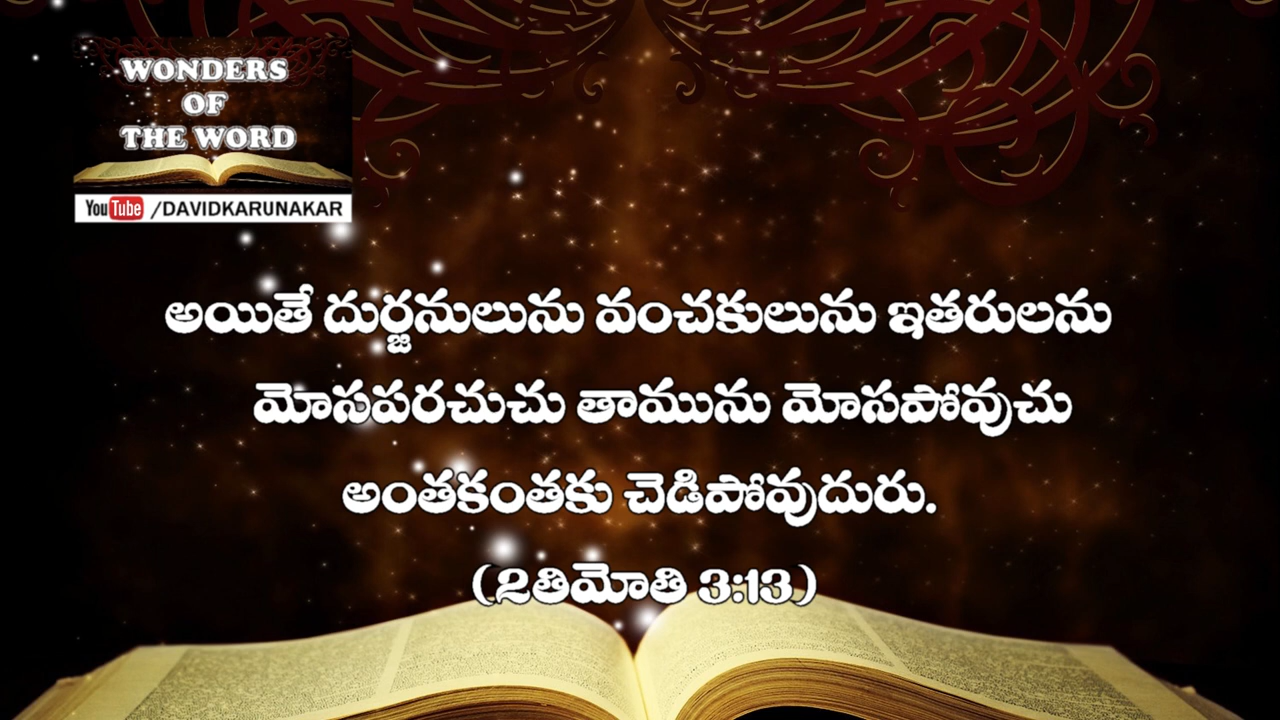 WONDERS
OF
THE WORD
YouTube /DAVIDKARUNAKAR
అయితే దుర్జనులును వంచకులును ఇతరులను
మోసపరచుచు తామును మోసపోవుచు
అంతకంతకు చెడిపోవుదురు.
(2తిమోతి 3:13)